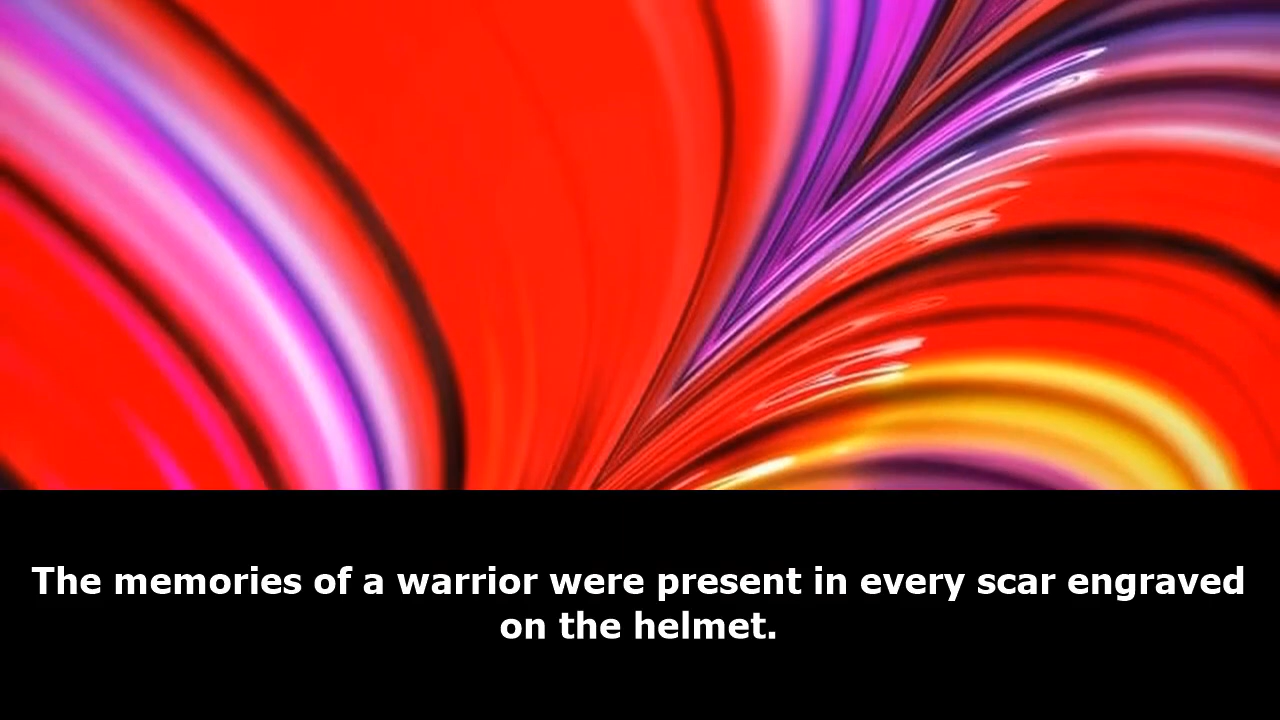 The memories of a warrior were present in every scar engraved
on the helmet.